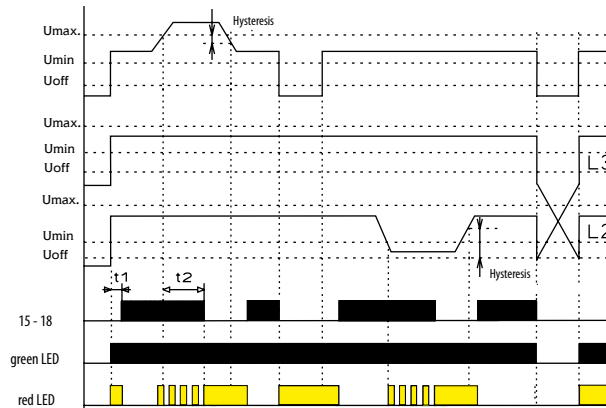 Hysteresis
Umax.
Umin
Uoff
Umax.
Umin
Uoff
L3
Umax.
L2
Umin
Uoff
Hysteresis
t1
t2
15 - 18
green LED
red LED